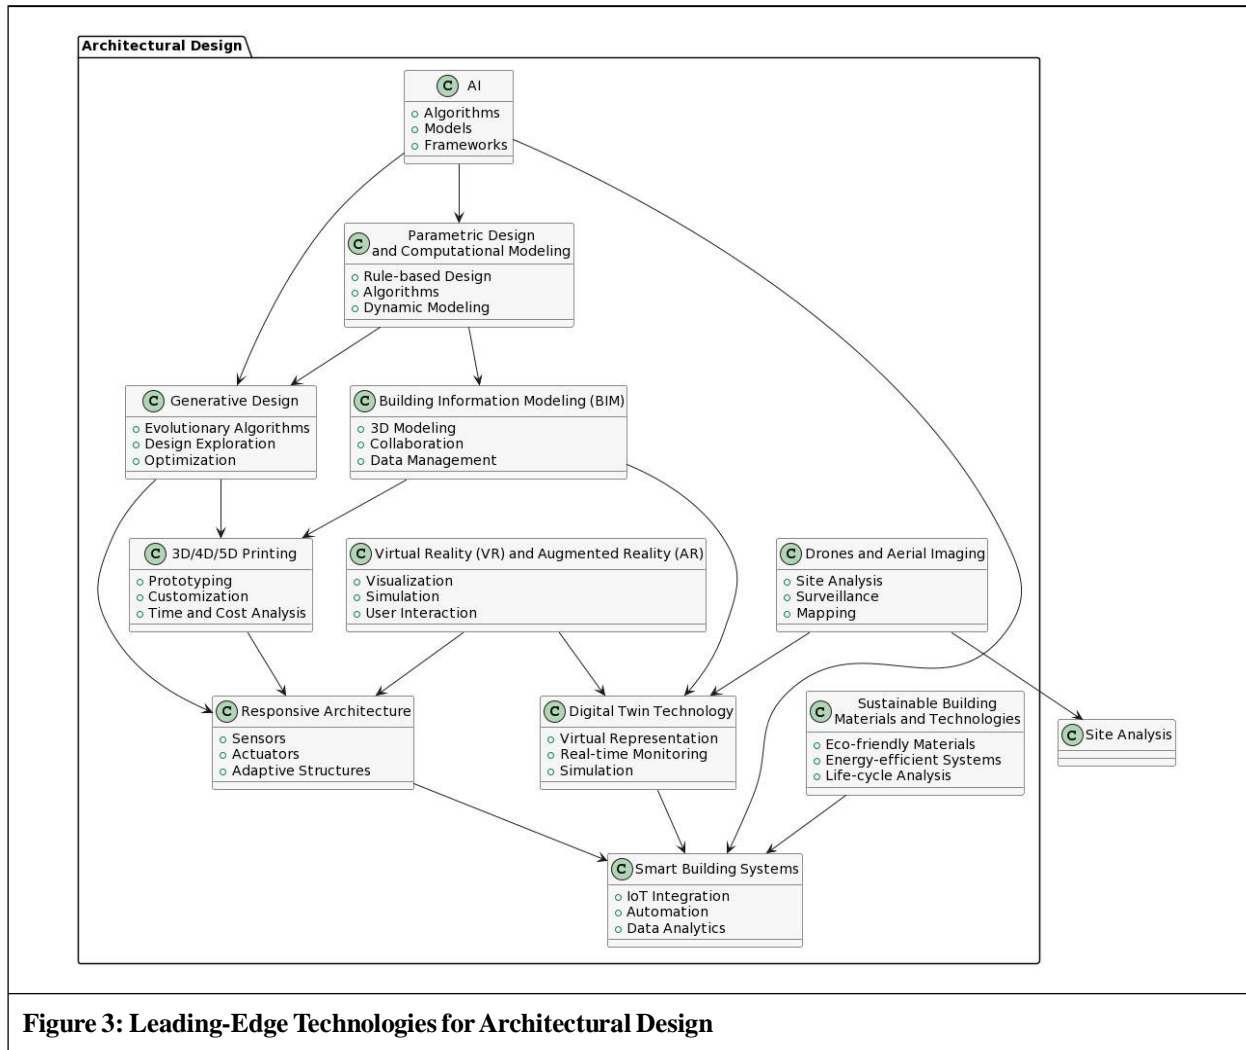 Architectural Design
C AI
Algorithms
Models
Frameworks
C Parametric Design
and Computational Modeling
Rule-based Design
Algorithms
Dynamic Modeling
C Generative Design
Evolutionary Algorithms
Design Exploration
Optimization
C Building Information Modeling (BIM)
3D Modeling
Collaboration
Data Management
C 3D/4D/5D Printing
Prototyping
Customization
Time and Cost Analysis
C Virtual Reality (VR) and Augmented Reality (AR)
Visualization
Simulation
User Interaction
C Drones and Aerial Imaging
Site Analysis
Surveillance
Mapping
C Responsive Architecture
Sensors
Actuators
Adaptive Structures
C Digital Twin Technology
Virtual Representation
Real-time Monitoring
Simulation
C Sustainable Building
Materials and Technologies
Eco-friendly Materials
Energy-efficient Systems
Life-cycle Analysis
C Site Analysis
C Smart Building Systems
IoT Integration
Automation
Data Analytics
Figure 3: Leading-Edge Technologies for Architectural Design